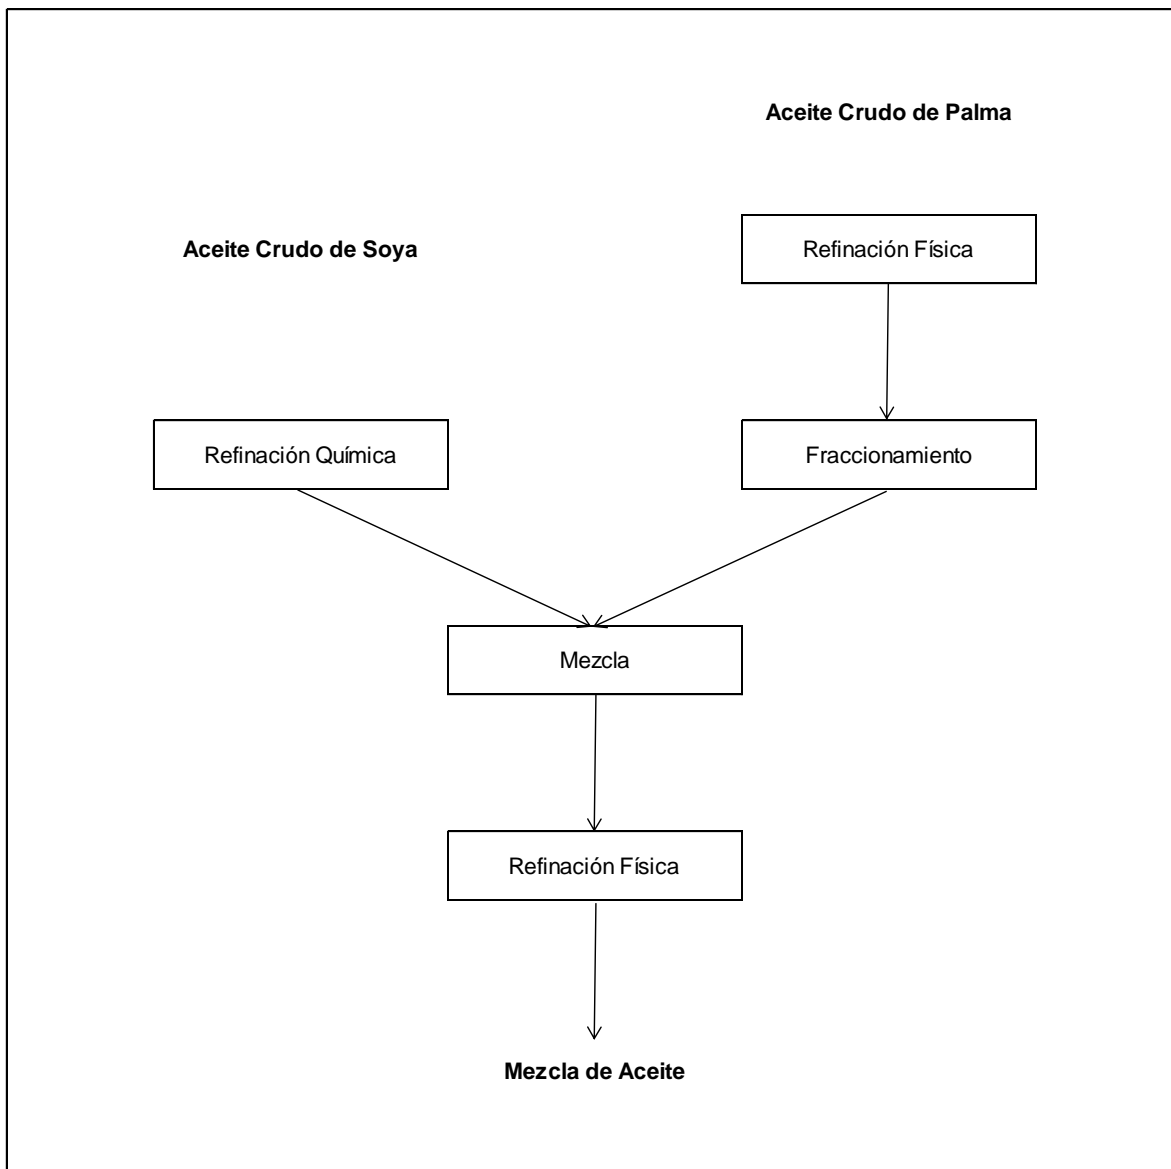 Aceite Crudo de Palma
Aceite Crudo de Soya
Refinación Física
Refinación Química
Fraccionamiento
Mezcla
Refinación Física
Mezcla de Aceite